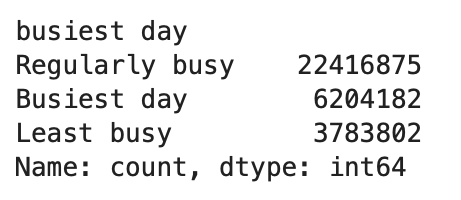 busiest day
Regularly busy    22416875
Busiest day        6204182
Least busy         3783802
Name: count, dtype: int64